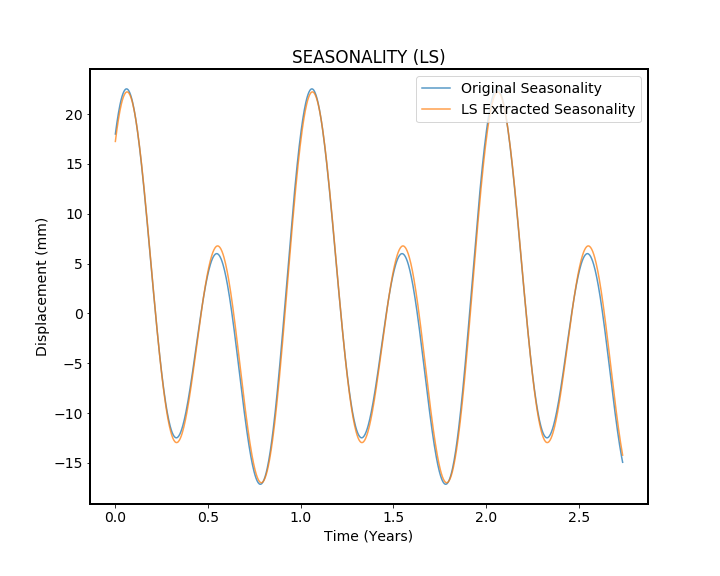 SEASONALITY (LS)
Original Seasonality
LS Extracted Seasonality
20
15
10
5
0
−5
−10
−15
Displacement (mm)
0.0 0.5 1.0 1.5 2.0 2.5
Time (Years)